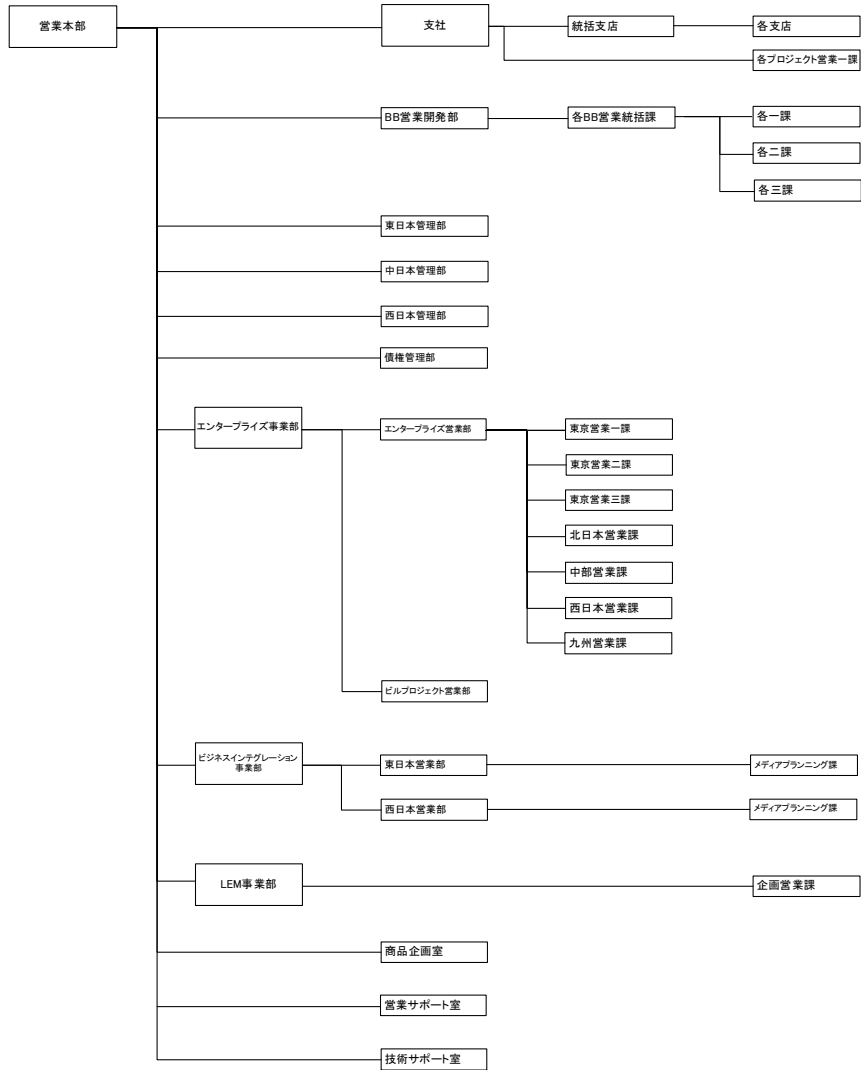 営業本部
支社
統括支店
各支店
各プロジェクト営業一課
BB営業開発部
各BB営業統括課
各一課
各二課
各三課
東日本管理部
中日本管理部
西日本管理部
債権管理部
エンタープライズ事業部
エンタープライズ営業部
東京営業一課
東京営業二課
東京営業三課
北日本営業課
中部営業課
西日本営業課
九州営業課
ビルプロジェクト営業部
ビジネスインテグレーション
事業部
東日本営業部
メディアプランニング課
西日本営業部
メディアプランニング課
LEM事業部
企画営業課
商品企画室
営業サポート室
技術サポート室